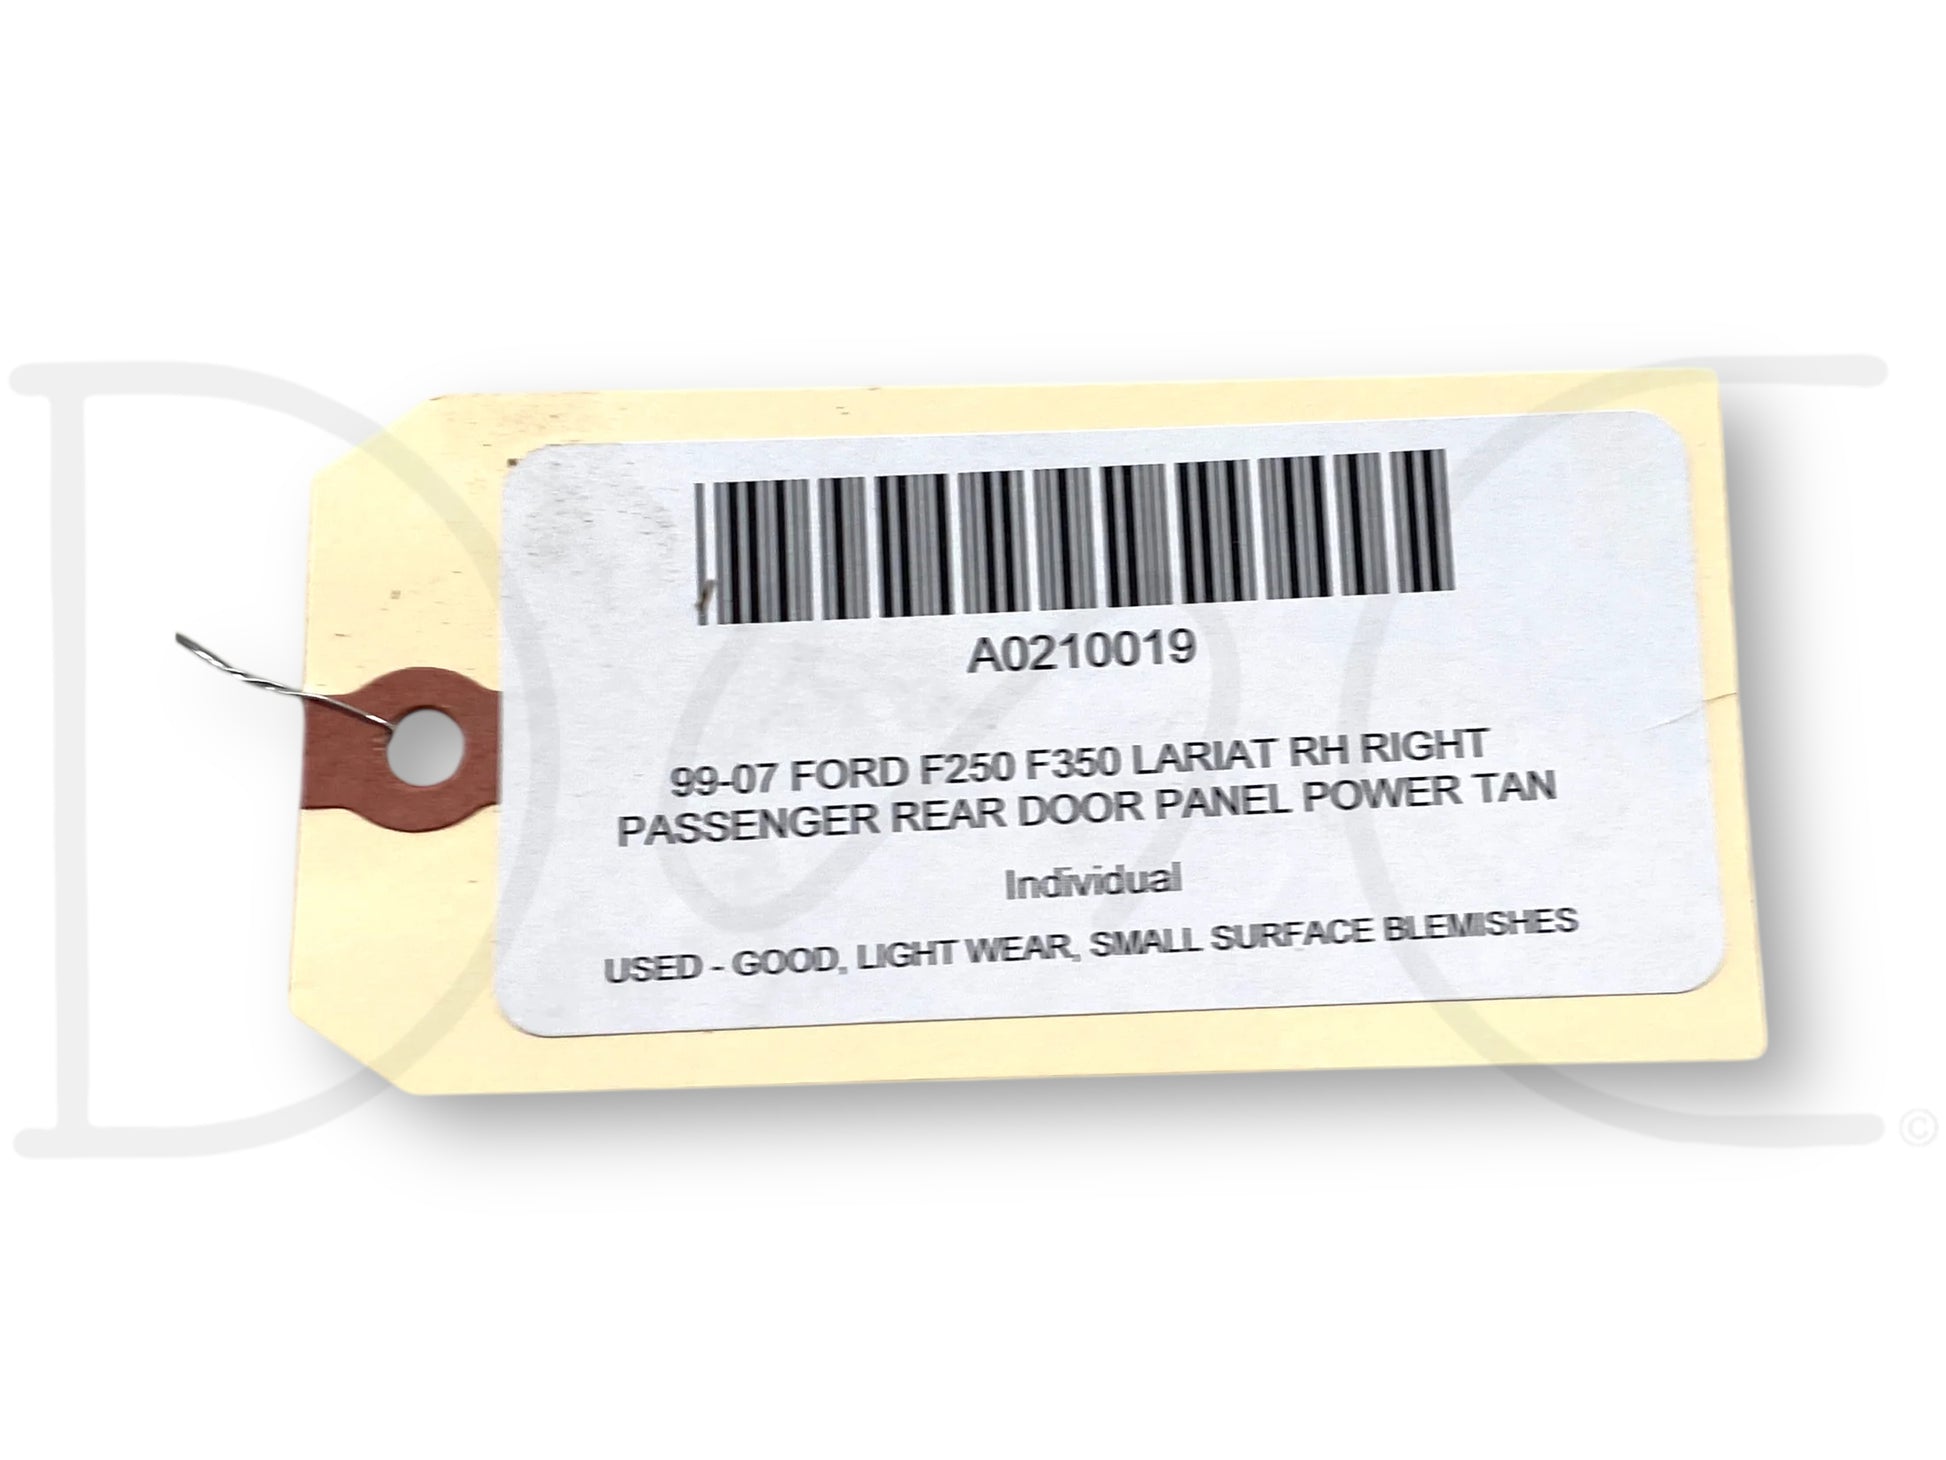 A0210019
99-07 FORD F250 F350 LARIAT RH RIGHT
PASSENGER REAR DOOR PANEL POWER TAN
Individual
USED - GOOD, LIGHT WEAR, SMALL SURFACE BLEMISHES
©